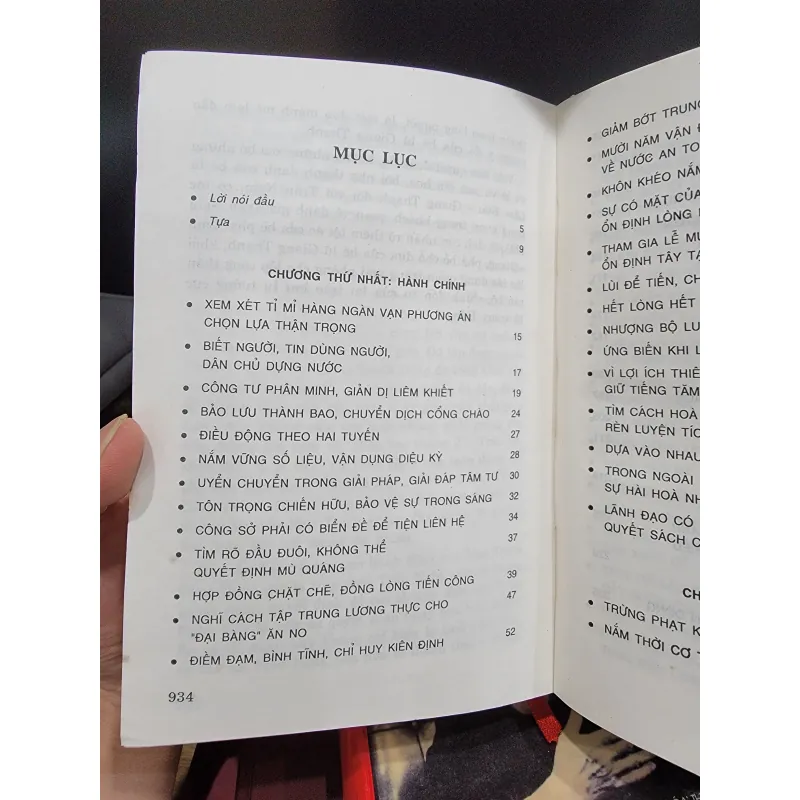 MỤC LỤC
• Lời nói đầu 5
• Tựa 9
CHƯƠNG THỨ NHẤT: HÀNH CHÍNH
• XEM XÉT TỈ MỈ HÀNG NGÀN VẠN PHƯƠNG ÁN
CHỌN LỰA THẬN TRỌNG 15
• BIẾT NGƯỜI, TIN DÙNG NGƯỜI,
DÂN CHỦ DỰNG NƯỚC 17
• CÔNG TƯ PHÂN MINH, GIẢN DỊ LIÊM KHIẾT 19
• BẢO LƯU THÀNH BAO, CHUYỂN DỊCH CỔNG CHÀO 24
• ĐIỀU ĐỘNG THEO HAI TUYẾN 27
• NẮM VỮNG SỐ LIỆU, VẬN DỤNG DIỆU KỲ 28
• UYỂN CHUYỂN TRONG GIẢI PHÁP, GIẢI ĐÁP TÂM TƯ 30
• TÔN TRỌNG CHIẾN HỮU, BẢO VỆ SỰ TRONG SÁNG 32
• CÔNG SỞ PHẢI CÓ BIỂN ĐỀ ĐỂ TIỆN LIÊN HỆ 34
• TÌM RÕ ĐẦU ĐUÔI, KHÔNG THỂ 37
QUYẾT ĐỊNH MÙ QUÁNG
• HỢP ĐỒNG CHẶT CHẼ, ĐỒNG LÒNG TIẾN CÔNG 39
• NGHĨ CÁCH TẬP TRUNG LƯƠNG THỰC CHO 47
"ĐẠI BÀNG" ĂN NO
• ĐIỀM ĐẠM, BÌNH TĨNH, CHỈ HUY KIÊN ĐỊNH 52
934
• GIẢM BỚT TRUNG
• MƯỜI NĂM VẬN Đ
VỀ NƯỚC AN TO
• KHÔN KHÉO NẮM
• SỰ CÓ MẶT CỦA
ỔN ĐỊNH LÒNG
• THAM GIA LỄ MỪ
ỔN ĐỊNH TÂY TẠ
• LÙI ĐỂ TIẾN, CH
• HẾT LÒNG HẾT
• NHƯỢNG BỘ LU
• ỨNG BIẾN KHI L
• VÌ LỢI ÍCH THIÊ
GIỮ TIẾNG TĂM
• TÌM CÁCH HOÀ
RÈN LUYỆN TÍC
• DỰA VÀO NHAU
• TRONG NGOÀI
SỰ HÀI HOÀ NH
• LÃNH ĐẠO CÓ
QUYẾT SÁCH C
CH
• TRỪNG PHẠT K
• NẮM THỜI CƠ T